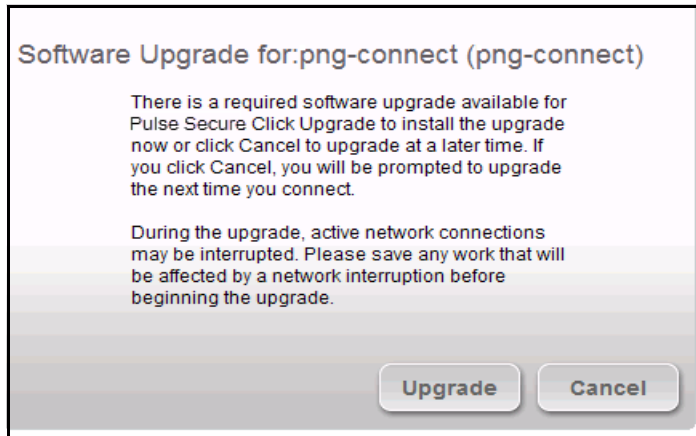 Software Upgrade for:png-connect (png-connect)
There is a required software upgrade available for
Pulse Secure Click Upgrade to install the upgrade
now or click Cancel to upgrade at a later time. If
you click Cancel, you will be prompted to upgrade
the next time you connect.
During the upgrade, active network connections
may be interrupted. Please save any work that will
be affected by a network interruption before
beginning the upgrade.
Upgrade Cancel